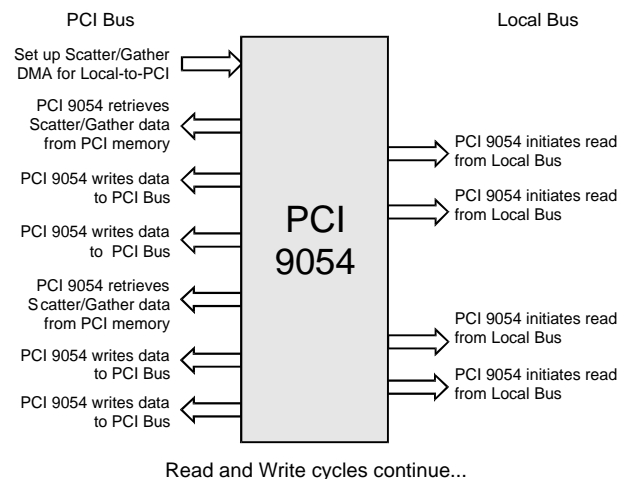 PCI Bus
Local Bus
Set up Scatter/Gather
DMA for Local-to-PCI
PCI 9054 retrieves
Scatter/Gather data
from PCI memory
PCI 9054 writes data
to PCI Bus
PCI 9054 writes data
to PCI Bus
PCI 9054 retrieves
Scatter/Gather data
from PCI memory
PCI 9054 writes data
to PCI Bus
PCI 9054 writes data
to PCI Bus
PCI
9054
PCI 9054 initiates read
from Local Bus
PCI 9054 initiates read
from Local Bus
PCI 9054 initiates read
from Local Bus
PCI 9054 initiates read
from Local Bus
Read and Write cycles continue...